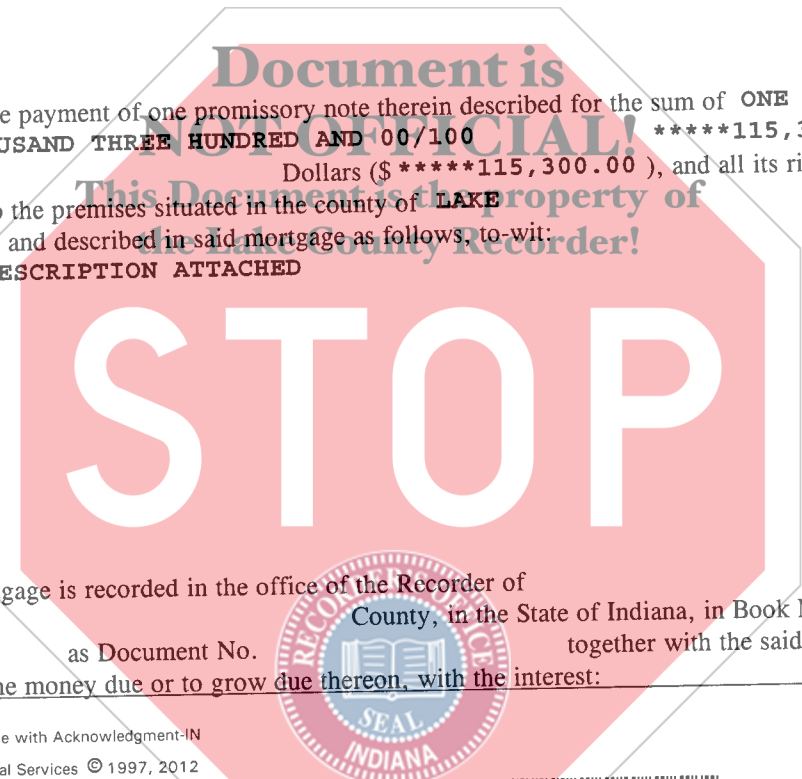 Document is
e payment of one promissory note therein described for the sum of ONE
USAND THREE HUNDRED AND 00/100 *****115,3
NOT OFFICIAL!
Dollars ($ *****115,300.00 ), and all its ri
This Document is the property of
o the premises situated in the county of LAKE
and described in said mortgage as follows, to-wit:
the Lake County Recorder!
ESCRIPTION ATTACHED
STOP
gage is recorded in the office of the Recorder of
County, in the State of Indiana, in Book N
as Document No. together with the said
ne money due or to grow due thereon, with the interest:
RECORDER'S OFFICE
SEAL
INDIANA
e with Acknowledgment-IN
al Services © 1997, 2012